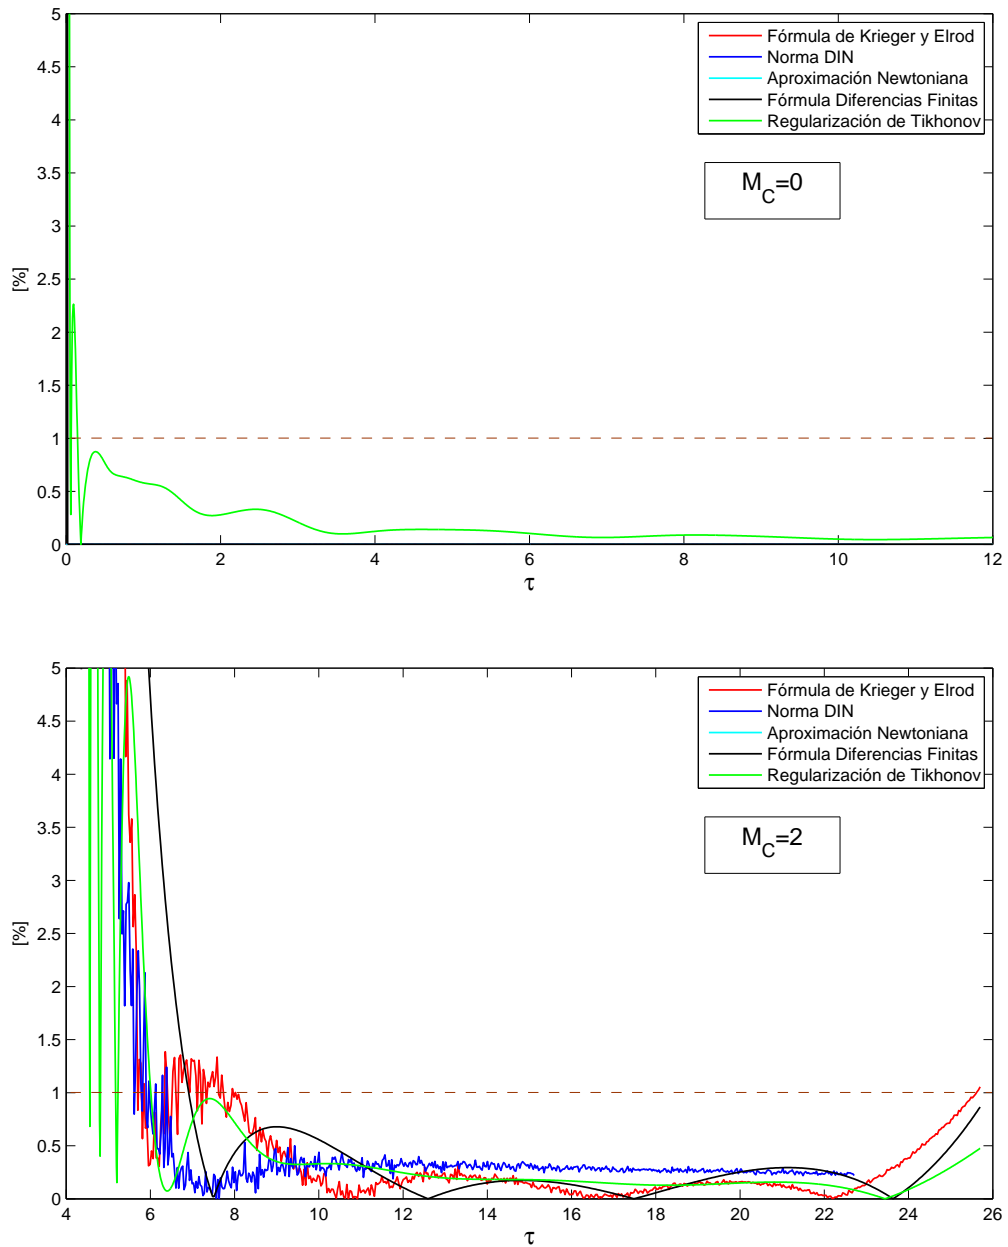 5
4.5
4
3.5
3
2.5
2
1.5
1
0.5
0
[%]
Fórmula de Krieger y Elrod
Norma DIN
Aproximación Newtoniana
Fórmula Diferencias Finitas
Regularización de Tikhonov
M_C=0
0 2 4 6 8 10 12
τ
5
4.5
4
3.5
3
2.5
2
1.5
1
0.5
0
[%]
Fórmula de Krieger y Elrod
Norma DIN
Aproximación Newtoniana
Fórmula Diferencias Finitas
Regularización de Tikhonov
M_C=2
4 6 8 10 12 14 16 18 20 22 24 26
τ